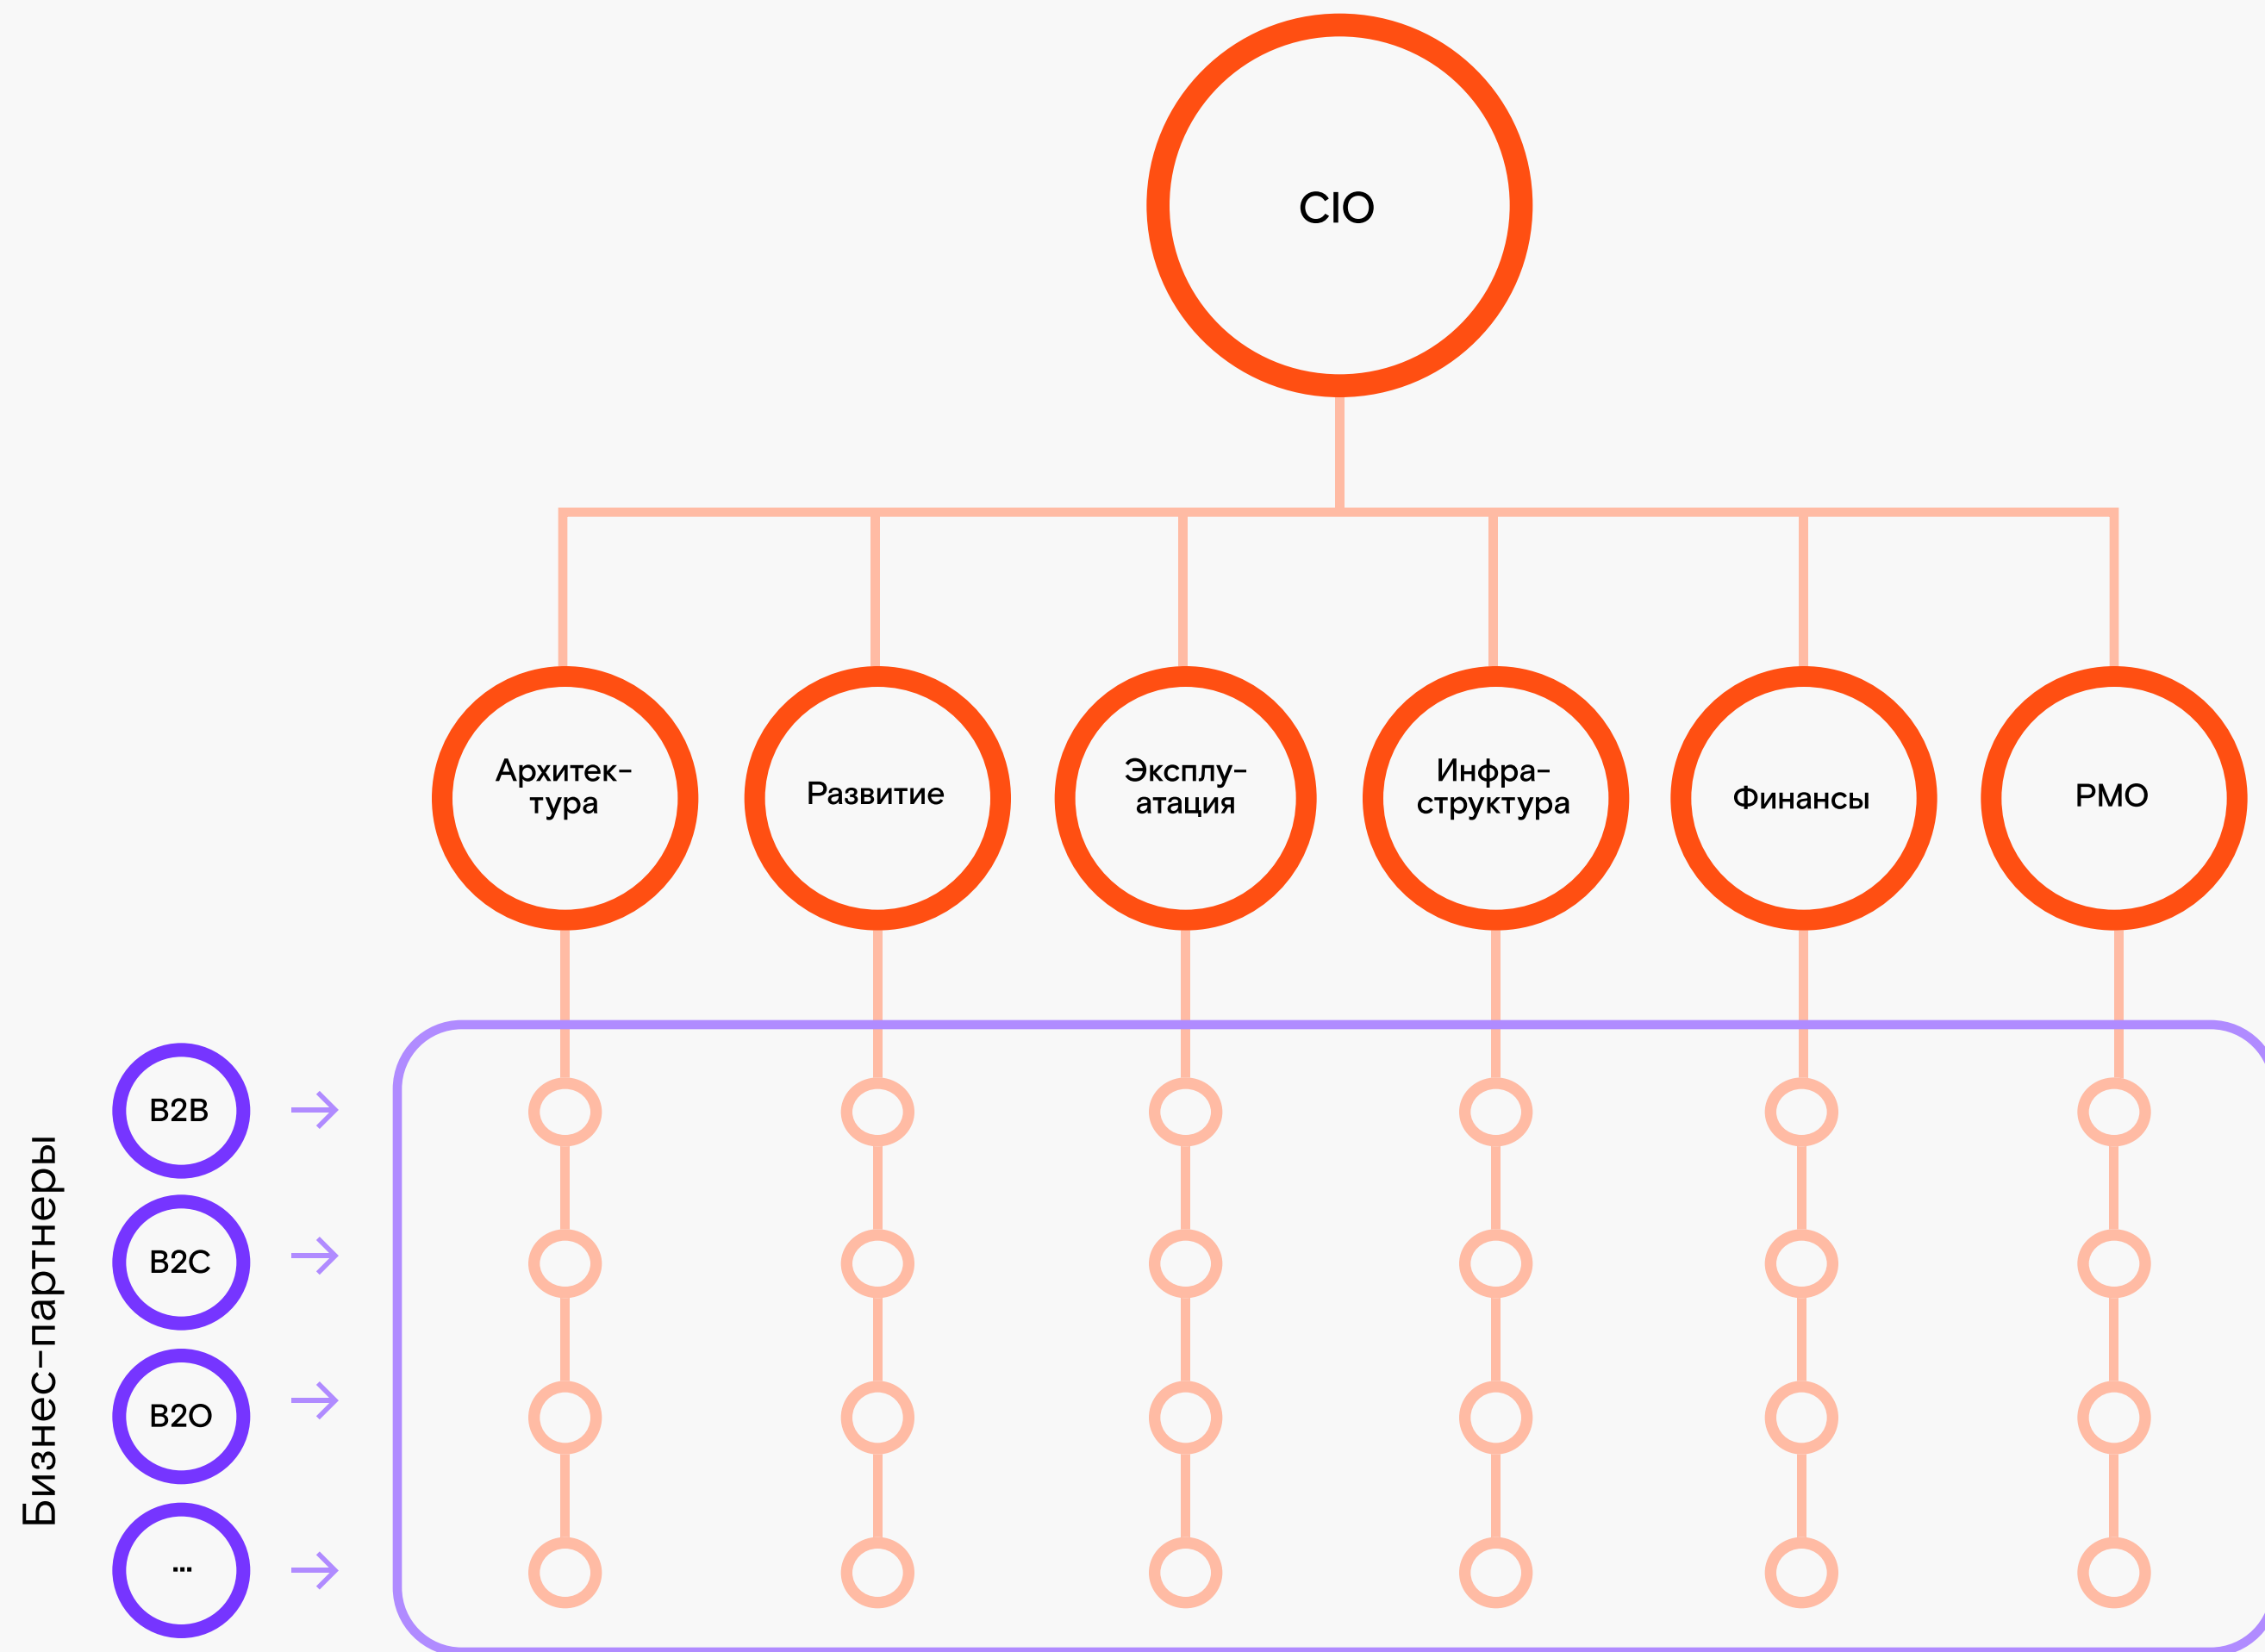 CIO
Архитек-
тура
Развитие
Эксплу-
атация
Инфра-
структура
Финансы
PMO
Бизнес-партнеры
B2B
B2C
B2O
...